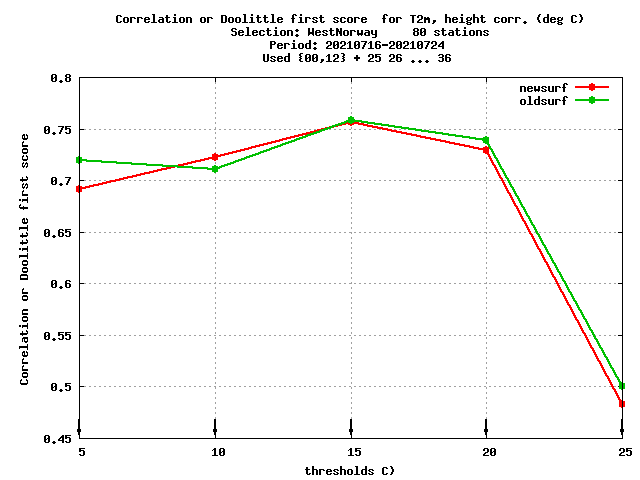 Correlation or Doolittle first score  for T2m, height corr. (deg C)
Selection: WestNorway     80 stations
Period: 20210716-20210724
Used {00,12} + 25 26 ... 36
newsurf
oldsurf
Correlation or Doolittle first score
0.8
0.75
0.7
0.65
0.6
0.55
0.5
0.45
5 10 15 20 25
thresholds C)